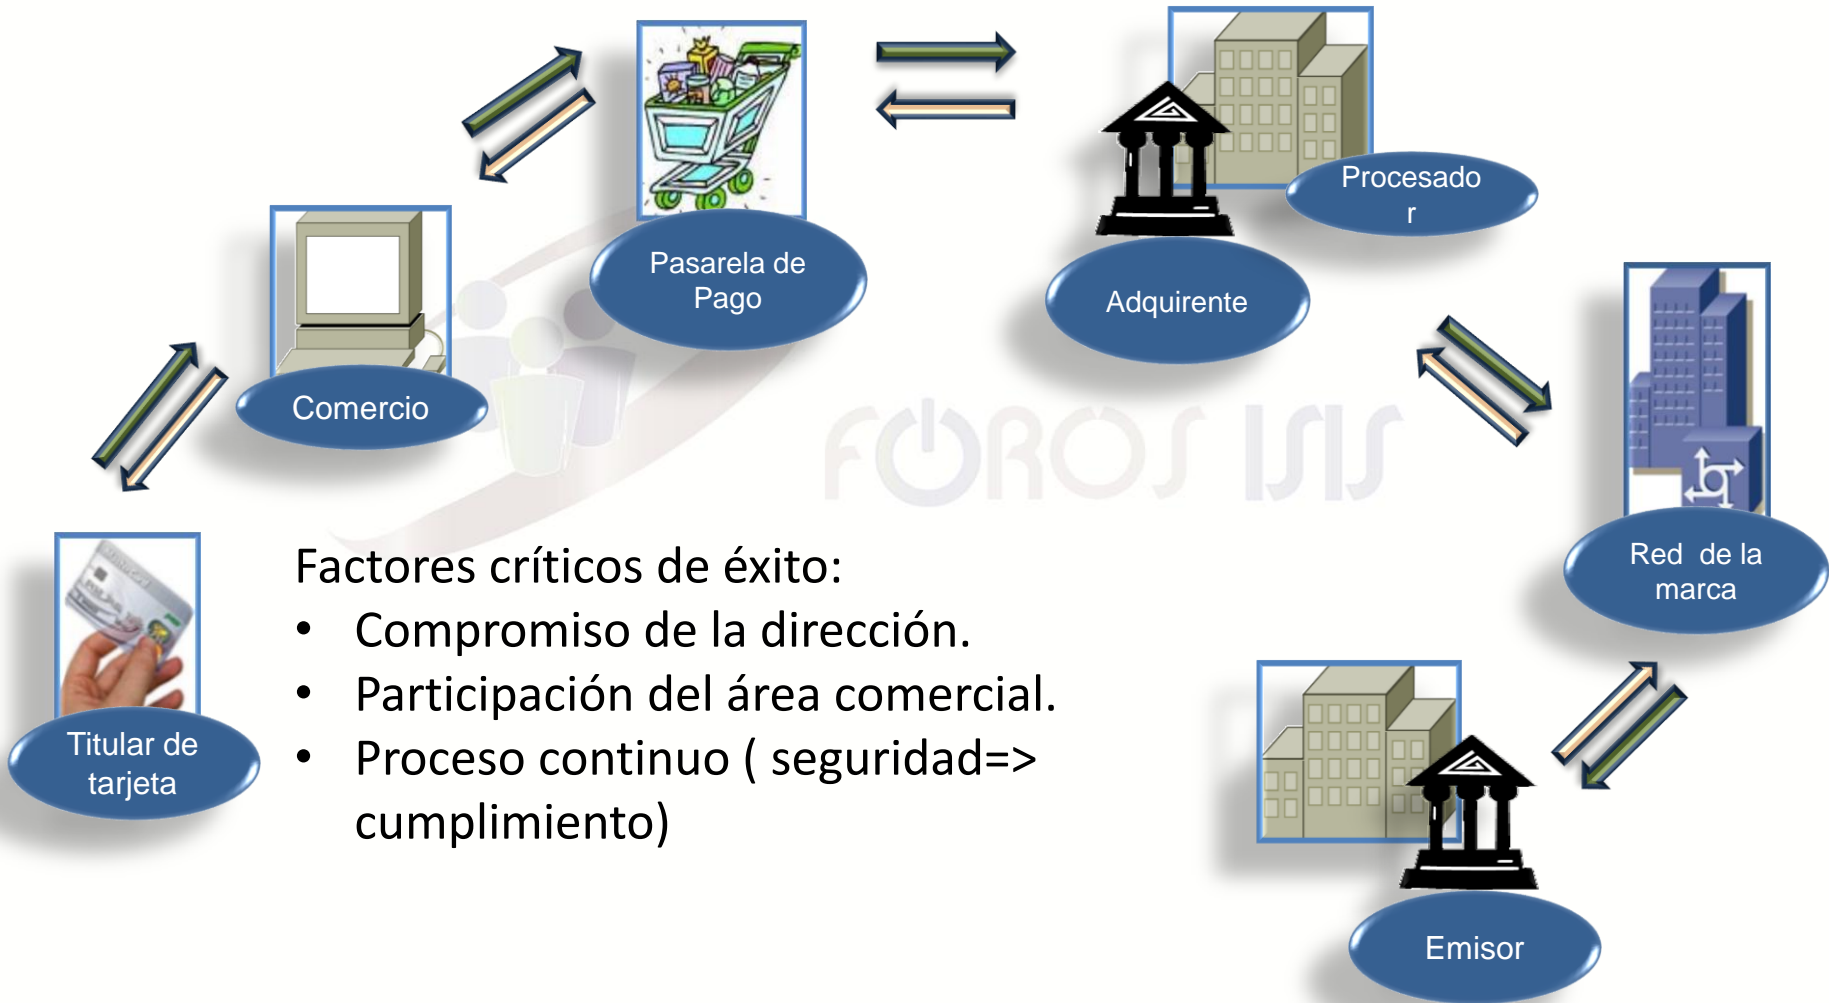 Procesado
r
Pasarela de
Pago
Adquirente
Comercio
FOROS ISIS
Red de la
marca
Factores críticos de éxito:
• Compromiso de la dirección.
• Participación del área comercial.
• Proceso continuo ( seguridad=>
cumplimiento)
Titular de
tarjeta
Emisor